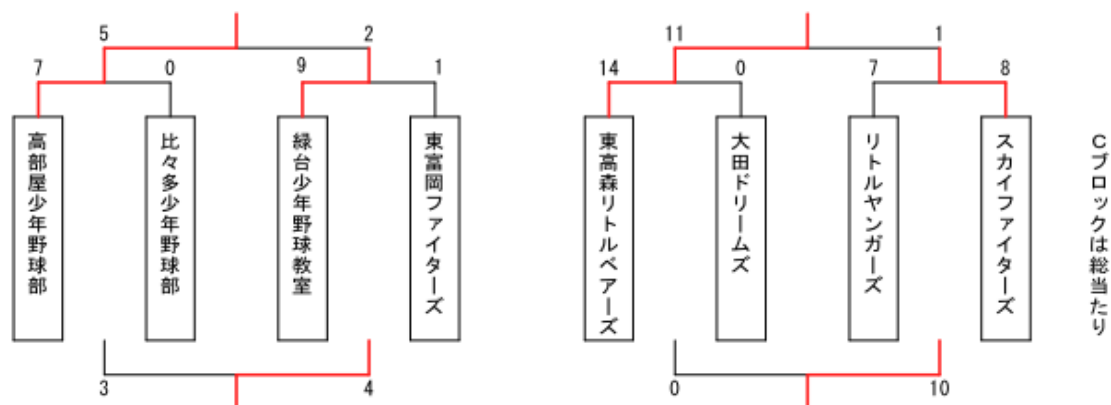 5
2
11
1
7
0
9
1
14
0
7
8
高部屋少年野球部
比々多少年野球部
緑台少年野球教室
東富岡ファイターズ
東高森リトルベアーズ
大田ドリームズ
リトルヤンガーズ
スカイファイターズ
Cブロックは総当たり
3
4
0
10